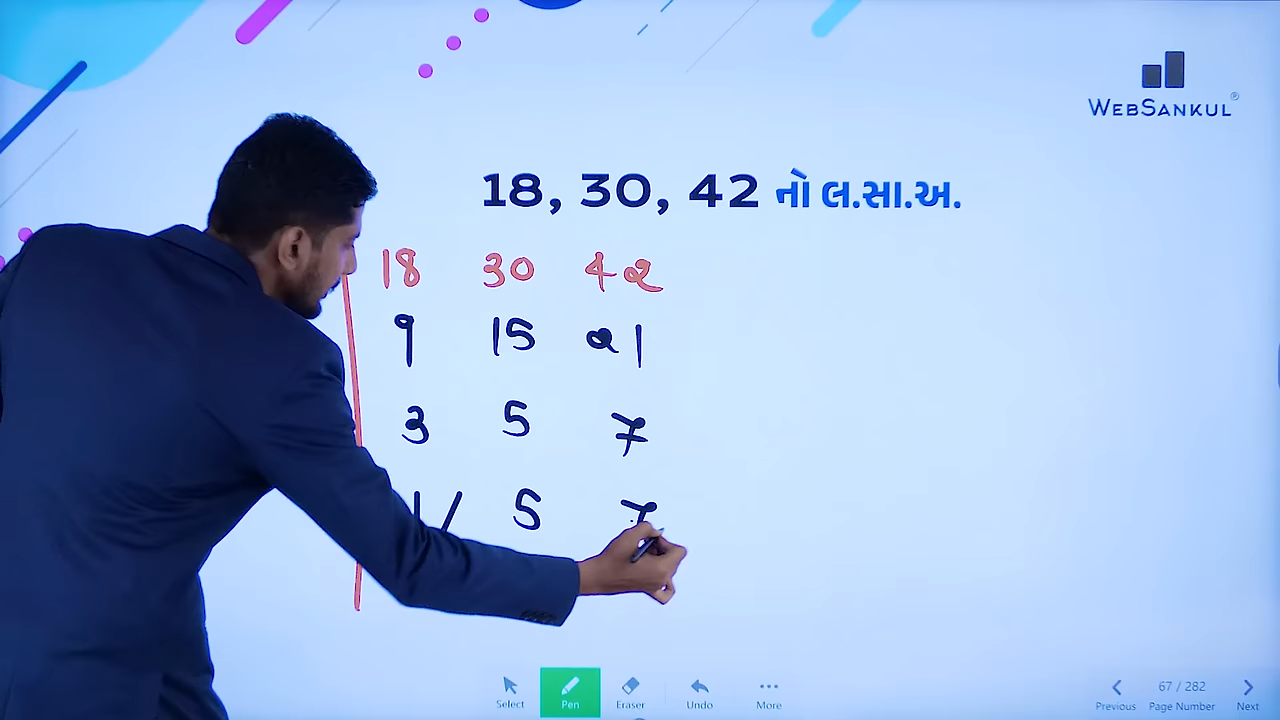 WEBSANKUL®
18, 30, 42 નો લ.સા.અ.
18 30 4૨
9 15 ૨1
3 5 7
1/ 5 7
Select Pen Eraser Undo More
Previous 67 / 282 Page Number Next